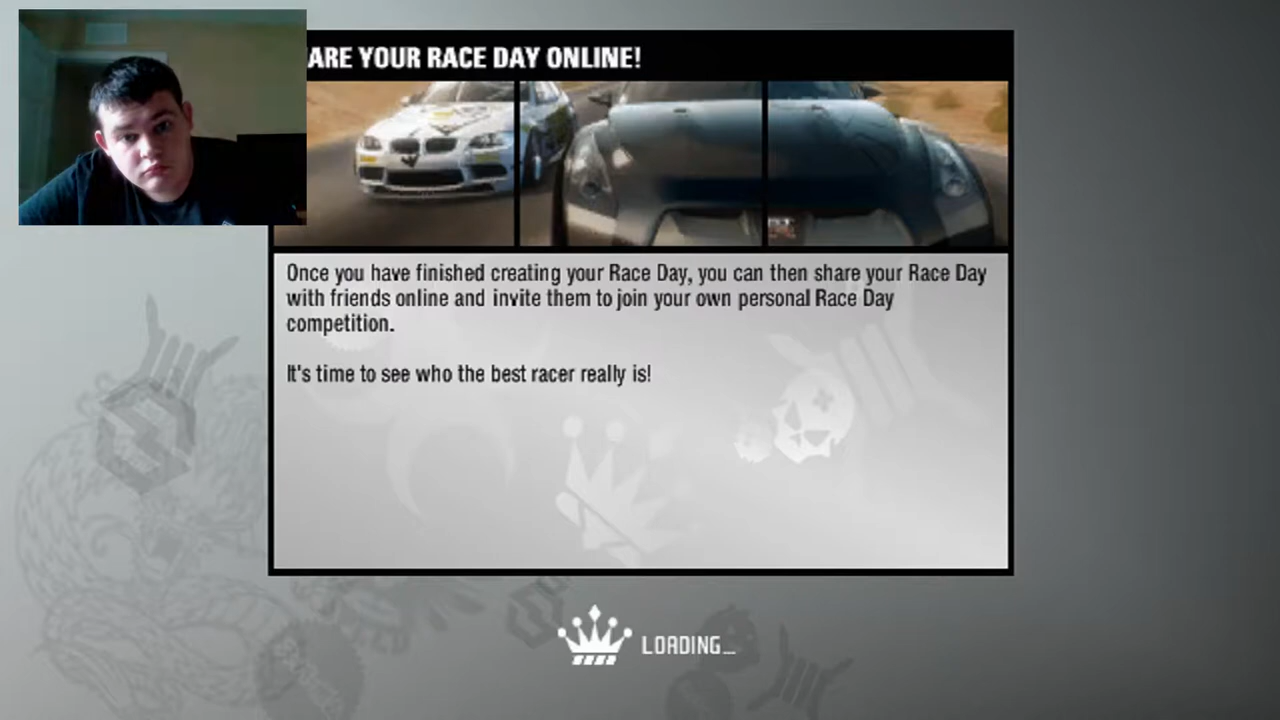 ARE YOUR RACE DAY ONLINE!
Once you have finished creating your Race Day, you can then share your Race Day
with friends online and invite them to join your own personal Race Day
competition.
It's time to see who the best racer really is!
LOADING_